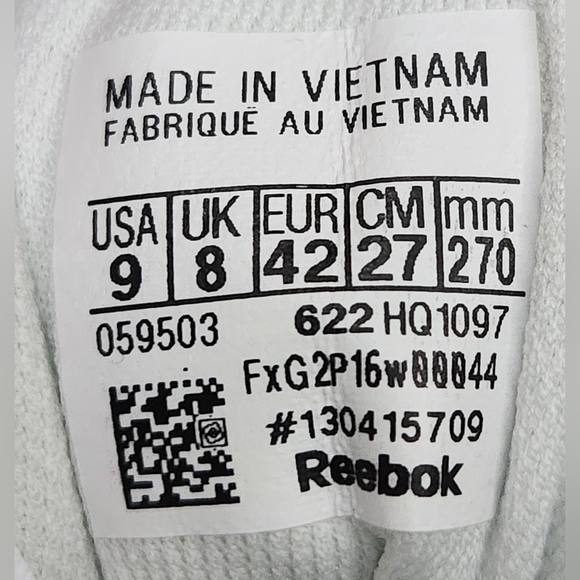 MADE IN VIETNAM
FABRIQUÉ AU VIETNAM
USA UK EUR CM mm
9 8 42 27 270
059503 622 HQ1097
FxG2P16w00044
#130415709
Reebok